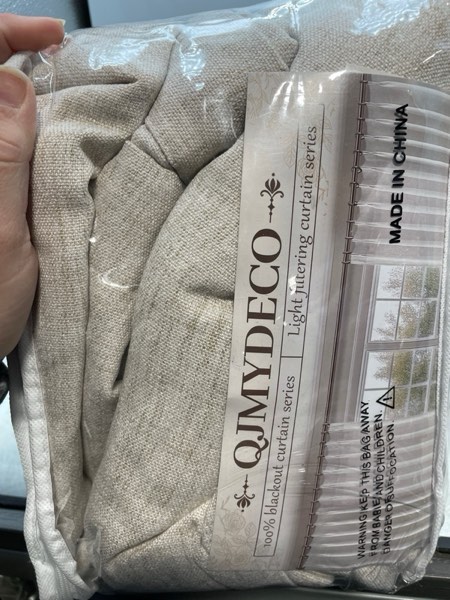 QJMYDECO
100% blackout curtain series
Light filtering curtain series
MADE IN CHINA
WARNING:KEEP THIS BAG AWAY
FROM BABIE AND CHILDREN.
DANGER OF SUFFOCATION.